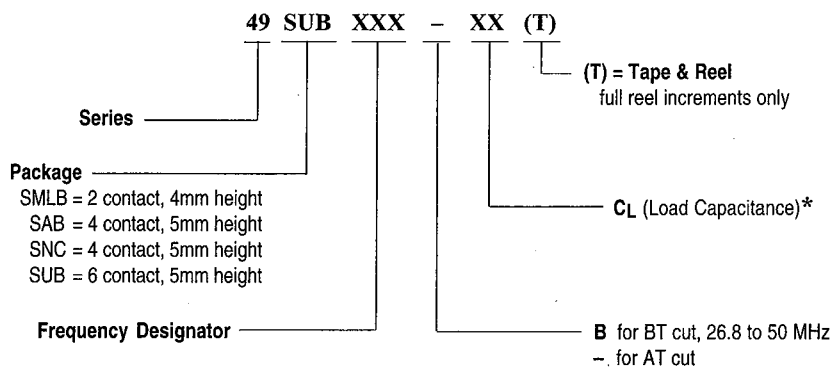 49 SUB XXX – XX (T)
(T) = Tape & Reel
full reel increments only
Series
Package
SMLB = 2 contact, 4mm height
SAB = 4 contact, 5mm height
SNC = 4 contact, 5mm height
SUB = 6 contact, 5mm height
CL (Load Capacitance)*
Frequency Designator
B for BT cut, 26.8 to 50 MHz
–. for AT cut